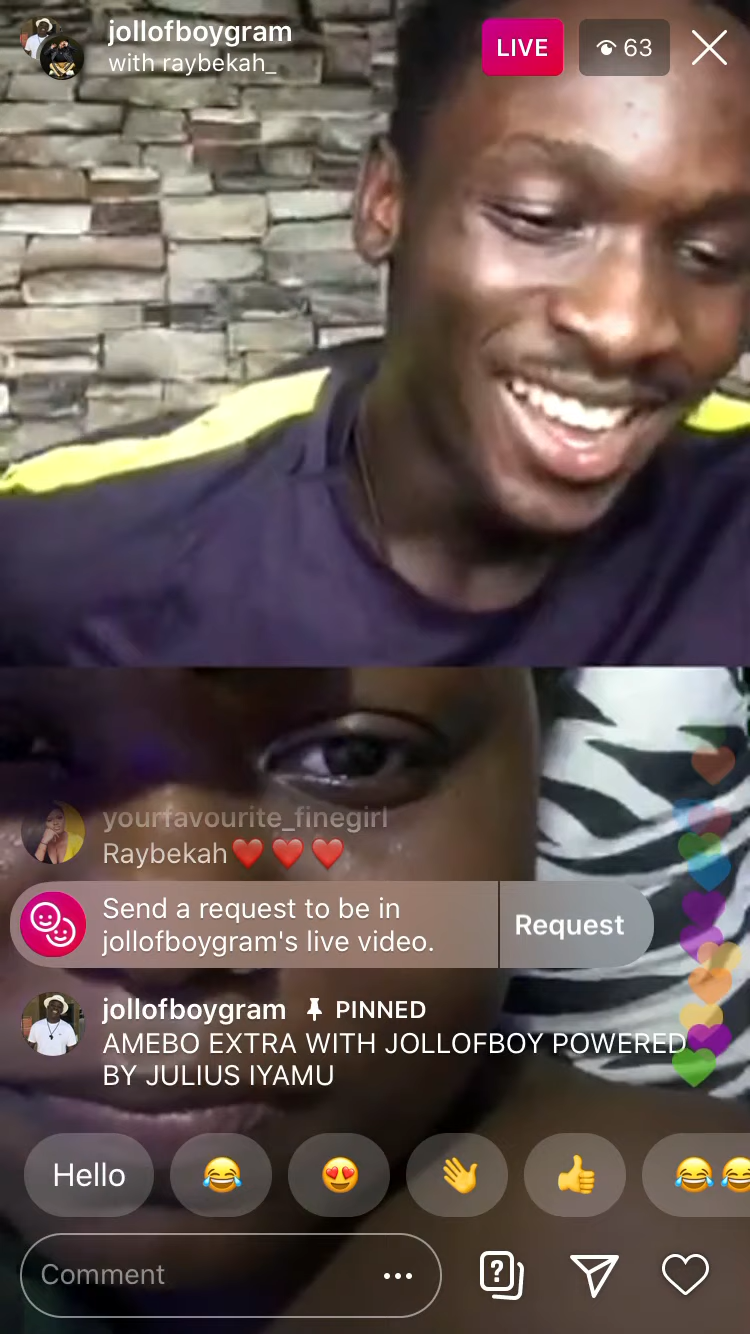 jollofboygram
with raybekah_
LIVE
63
yourfavourite_finegirl
Raybekah❤️ ❤️ ❤️
Send a request to be in
jollofboygram's live video.
Request
jollofboygram PINNED
AMEBO EXTRA WITH JOLLOFBOY POWERED
BY JULIUS IYAMU
Hello
Comment